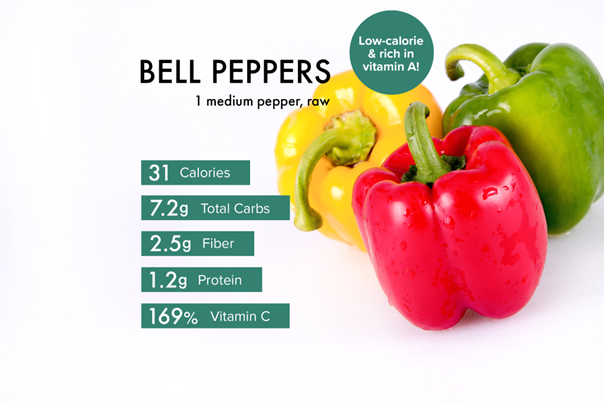 Low-calorie
& rich in
vitamin A!
BELL PEPPERS
1 medium pepper, raw
31 Calories
7.2g Total Carbs
2.5g Fiber
1.2g Protein
169% Vitamin C